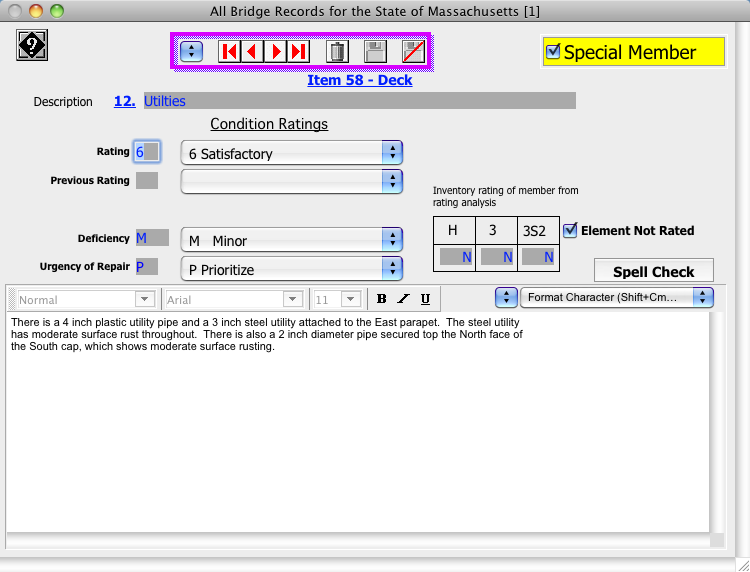 All Bridge Records for the State of Massachusetts [1]
?
Special Member
Item 58 - Deck
Description 12. Utilties
Condition Ratings
Rating 6 6 Satisfactory
Previous Rating
Inventory rating of member from
rating analysis
H 3 3S2 Element Not Rated
Deficiency M M Minor
N N N
Urgency of Repair P P Prioritize
Spell Check
Normal Arial 11 B I U Format Character (Shift+Cm...
There is a 4 inch plastic utility pipe and a 3 inch steel utility attached to the East parapet. The steel utility
has moderate surface rust throughout. There is also a 2 inch diameter pipe secured top the North face of
the South cap, which shows moderate surface rusting.